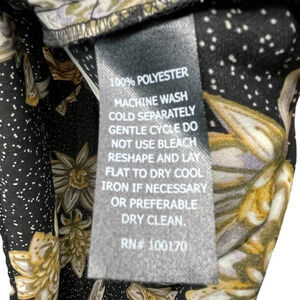 100% POLYESTER
MACHINE WASH
COLD SEPARATELY
GENTLE CYCLE DO
NOT USE BLEACH
RESHAPE AND LAY
FLAT TO DRY COOL
IRON IF NECESSARY
OR PREFERABLE
DRY CLEAN.
RN# 100170